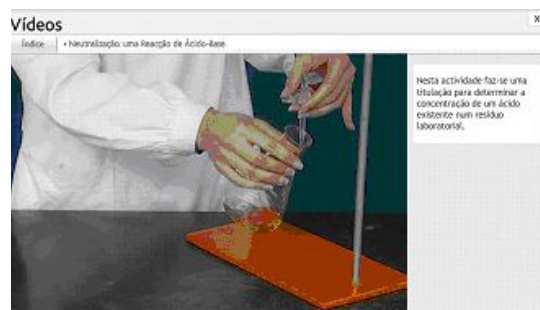 Vídeos
X
Índice • Neutralização: uma Reacção de Ácido-Base
Nesta actividade faz-se uma
titulação para determinar a
concentração de um ácido
existente num resíduo
laboratorial.